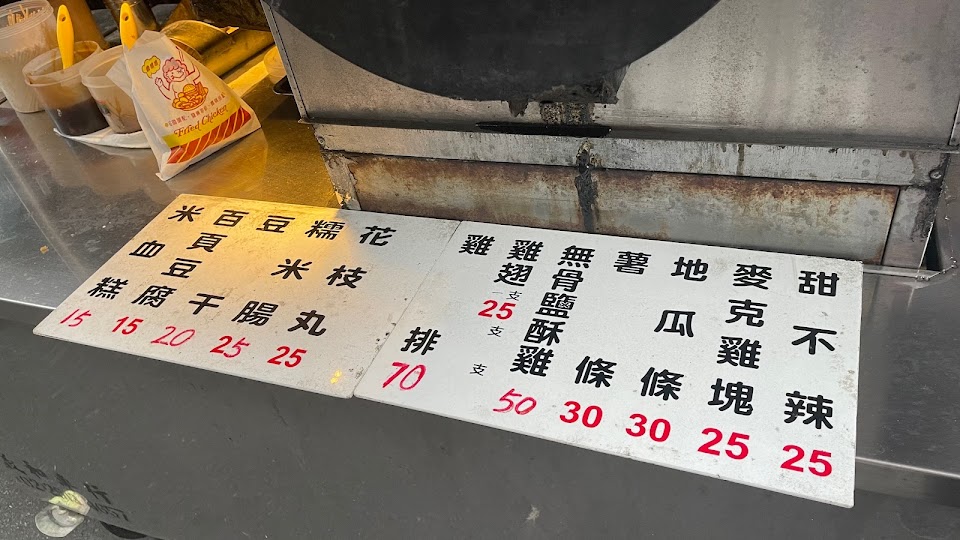 Fried Chicken
甜不辣 25
麥克雞塊 25
地瓜條 30
薯條 30
無骨鹽酥雞 50
雞翅 支 25
支
支
雞排 70
花枝丸 25
糯米腸 25
豆干 20
百頁豆腐 15
米血糕 15